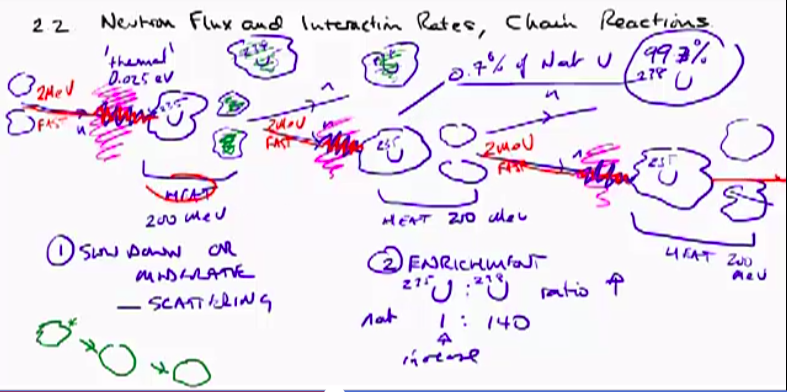 2.2 Neutron Flux and Interaction Rates, Chain Reactions
'thermal'
0.025 eV
238 U
0.7% of Nat U
99.3%
238 U
2MeV
FAST
n
235 U
n
2MeV
FAST
n
235 U
n
2MeV
FAST
n
235 U
HEAT
200 MeV
HEAT 200 MeV
HEAT 200
MeV
① SLOW DOWN OR
MODERATE
— SCATTERING
② ENRICHMENT
235 U : 238 U ratio ↑
nat 1 : 140
↑
increase